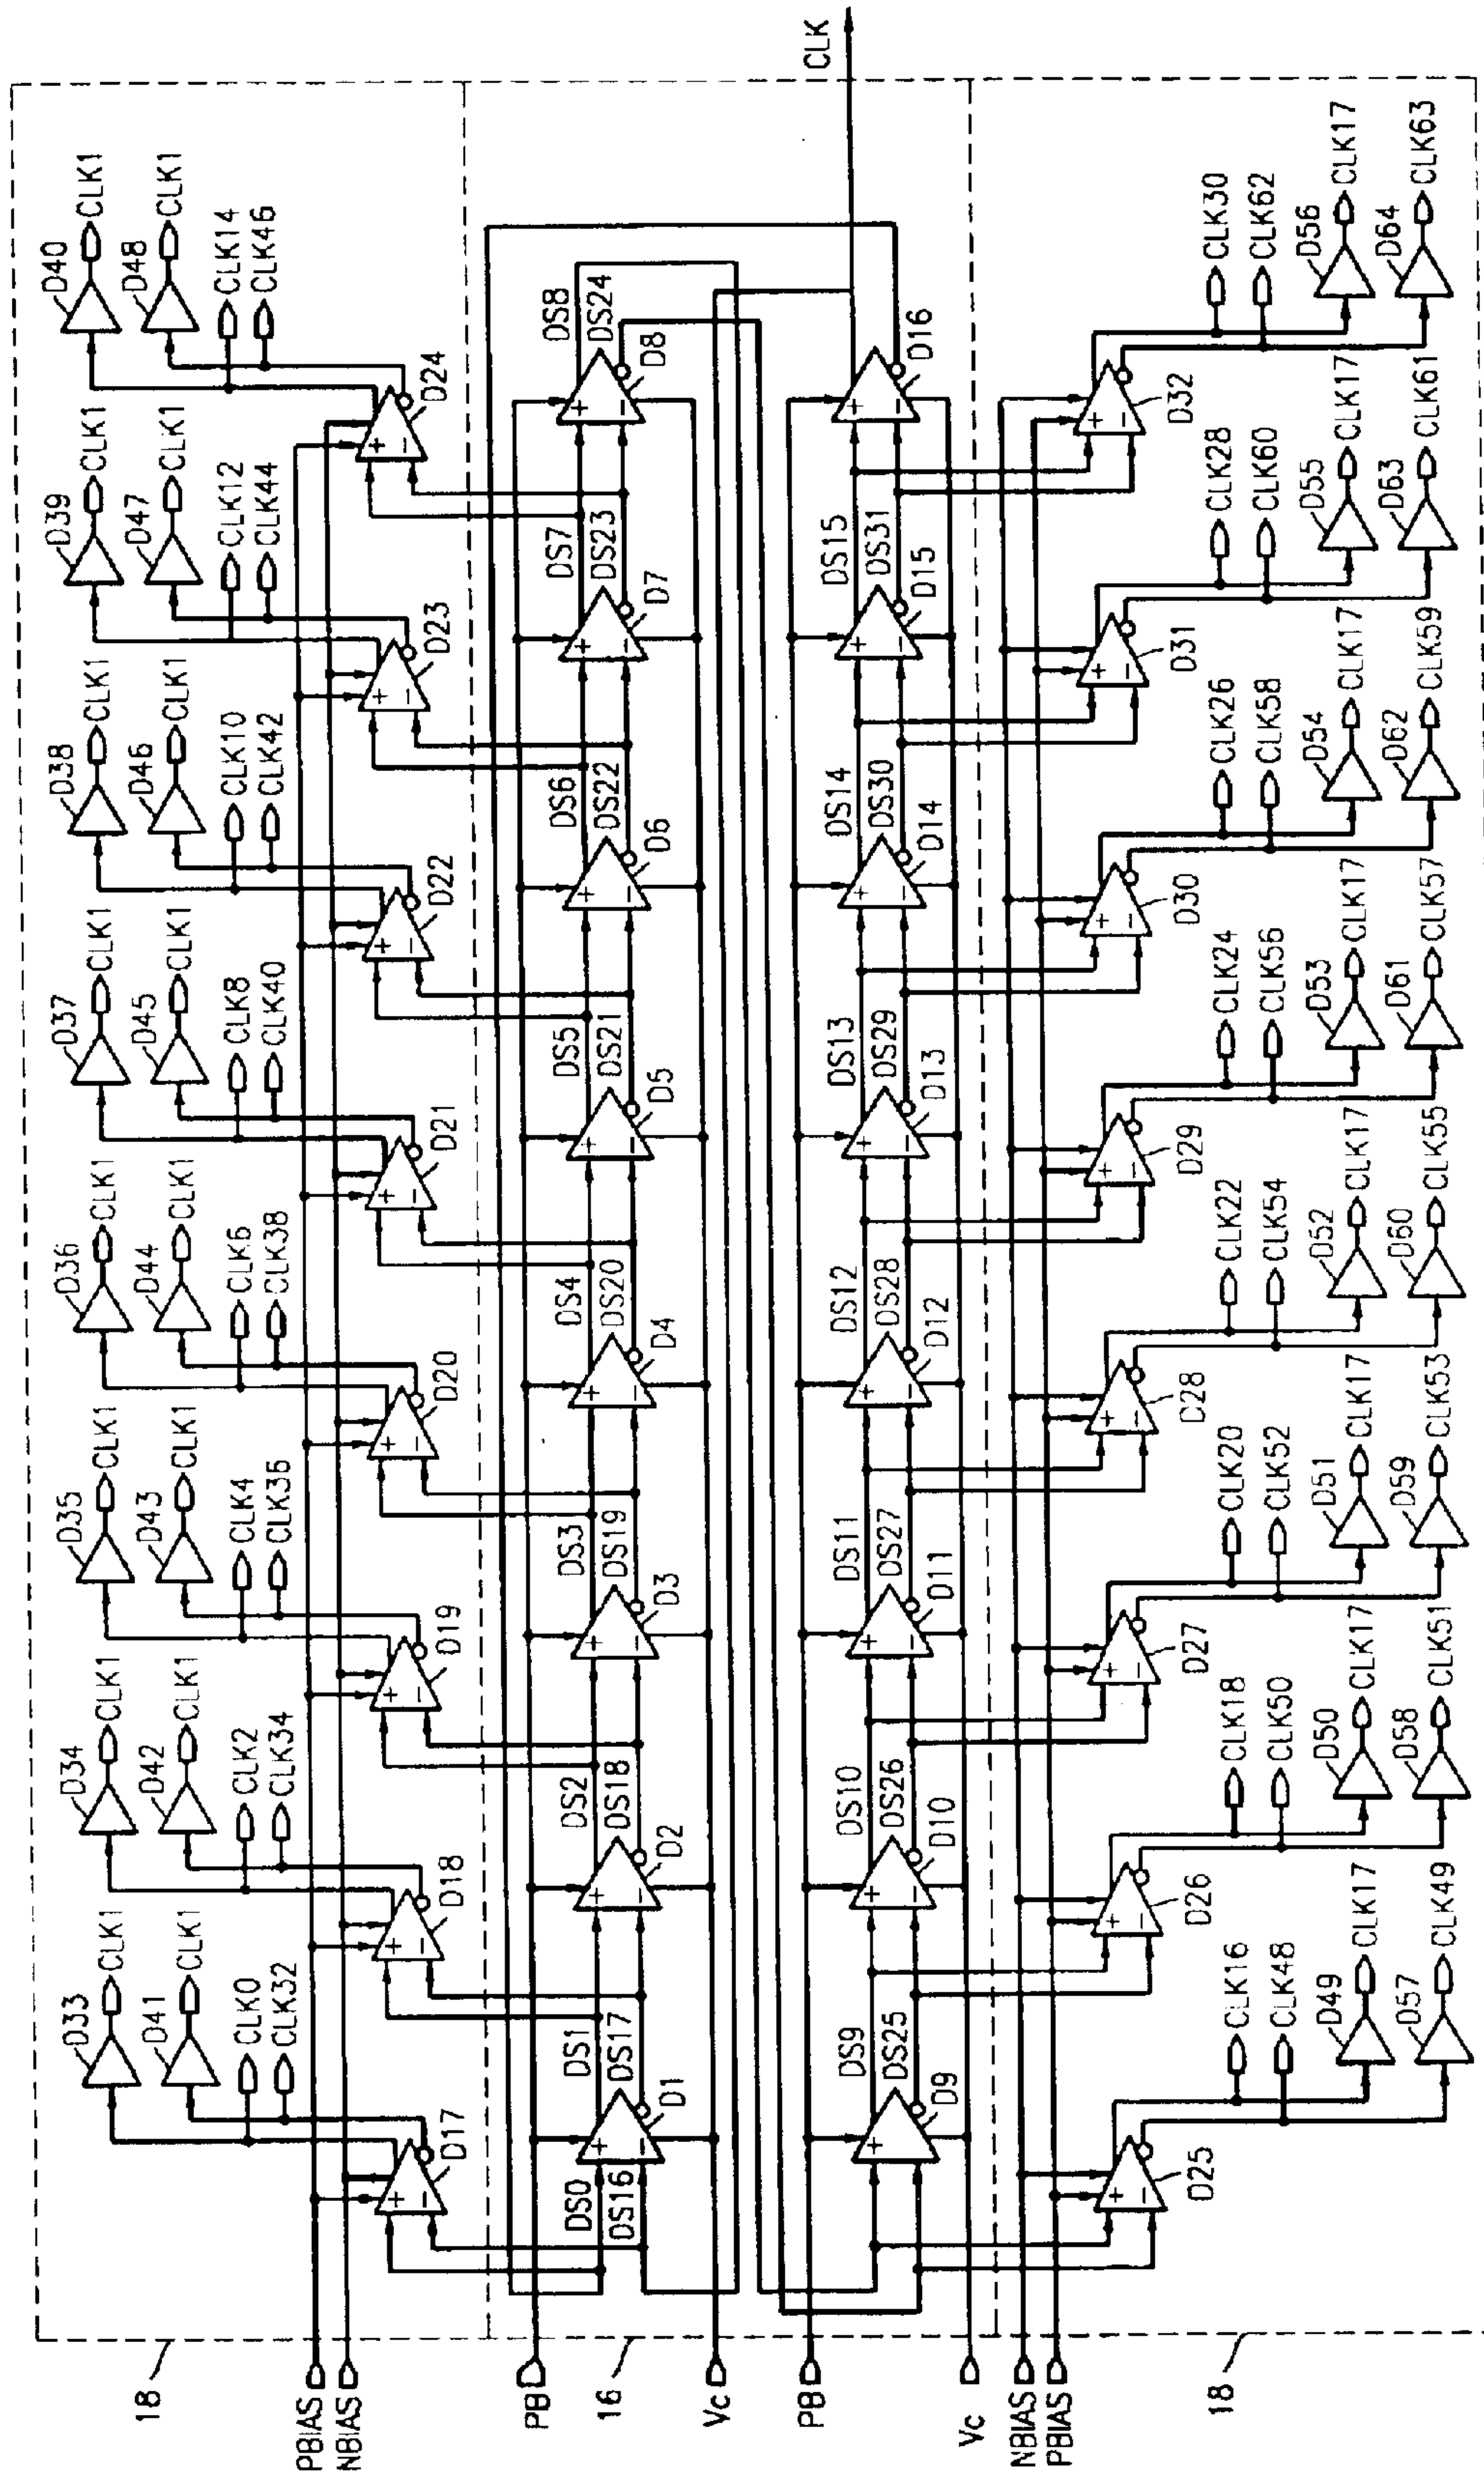 D33 D34 D35 D36 D37 D38 D39 D40
CLK1 CLK1 CLK1 CLK1 CLK1 CLK1 CLK1 CLK1
D41 D42 D43 D44 D45 D46 D47 D48
CLK1 CLK1 CLK1 CLK1 CLK1 CLK1 CLK1 CLK1
CLK0 CLK2 CLK4 CLK6 CLK8 CLK10 CLK12 CLK14
CLK32 CLK34 CLK36 CLK38 CLK40 CLK42 CLK44 CLK46
18
PBIAS
NBIAS
+ + + + + + + +
− − − − − − − −
D17 D18 D19 D20 D21 D22 D23 D24
PB
DS0 DS1 DS2 DS3 DS4 DS5 DS6 DS7 DS8
DS16 DS17 DS18 DS19 DS20 DS21 DS22 DS23 DS24
+ + + + + + + +
− − − − − − − −
D1 D2 D3 D4 D5 D6 D7 D8
16
Vc
CLK
PB
DS9 DS10 DS11 DS12 DS13 DS14 DS15
DS25 DS26 DS27 DS28 DS29 DS30 DS31
+ + + + + + + +
− − − − − − − −
D9 D10 D11 D12 D13 D14 D15 D16
Vc
NBIAS
PBIAS
+ + + + + + + +
− − − − − − − −
D25 D26 D27 D28 D29 D30 D31 D32
CLK16 CLK18 CLK20 CLK22 CLK24 CLK26 CLK28 CLK30
CLK48 CLK50 CLK52 CLK54 CLK56 CLK58 CLK60 CLK62
18
D49 D50 D51 D52 D53 D54 D55 D56
CLK17 CLK17 CLK17 CLK17 CLK17 CLK17 CLK17 CLK17
D57 D58 D59 D60 D61 D62 D63 D64
CLK49 CLK51 CLK53 CLK55 CLK57 CLK59 CLK61 CLK63